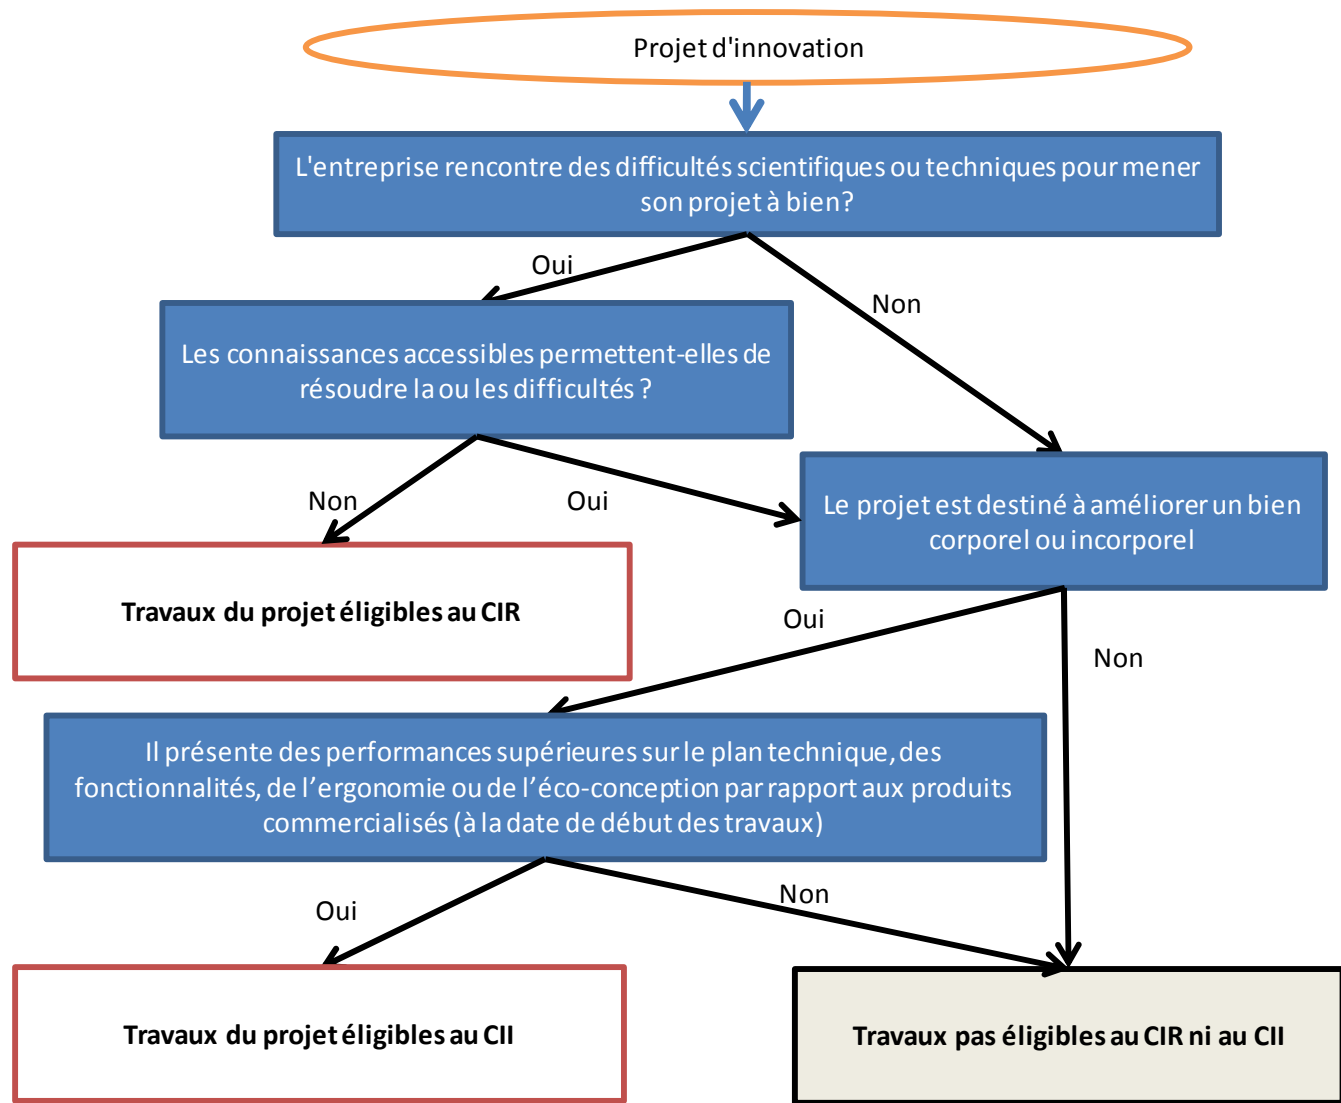 Projet d'innovation
L'entreprise rencontre des difficultés scientifiques ou techniques pour mener
son projet à bien?
Oui
Non
Les connaissances accessibles permettent-elles de
résoudre la ou les difficultés ?
Non
Oui
Le projet est destiné à améliorer un bien
corporel ou incorporel
Travaux du projet éligibles au CIR
Oui
Non
Il présente des performances supérieures sur le plan technique, des
fonctionnalités, de l’ergonomie ou de l’éco-conception par rapport aux produits
commercialisés (à la date de début des travaux)
Oui
Non
Travaux du projet éligibles au CII
Travaux pas éligibles au CIR ni au CII